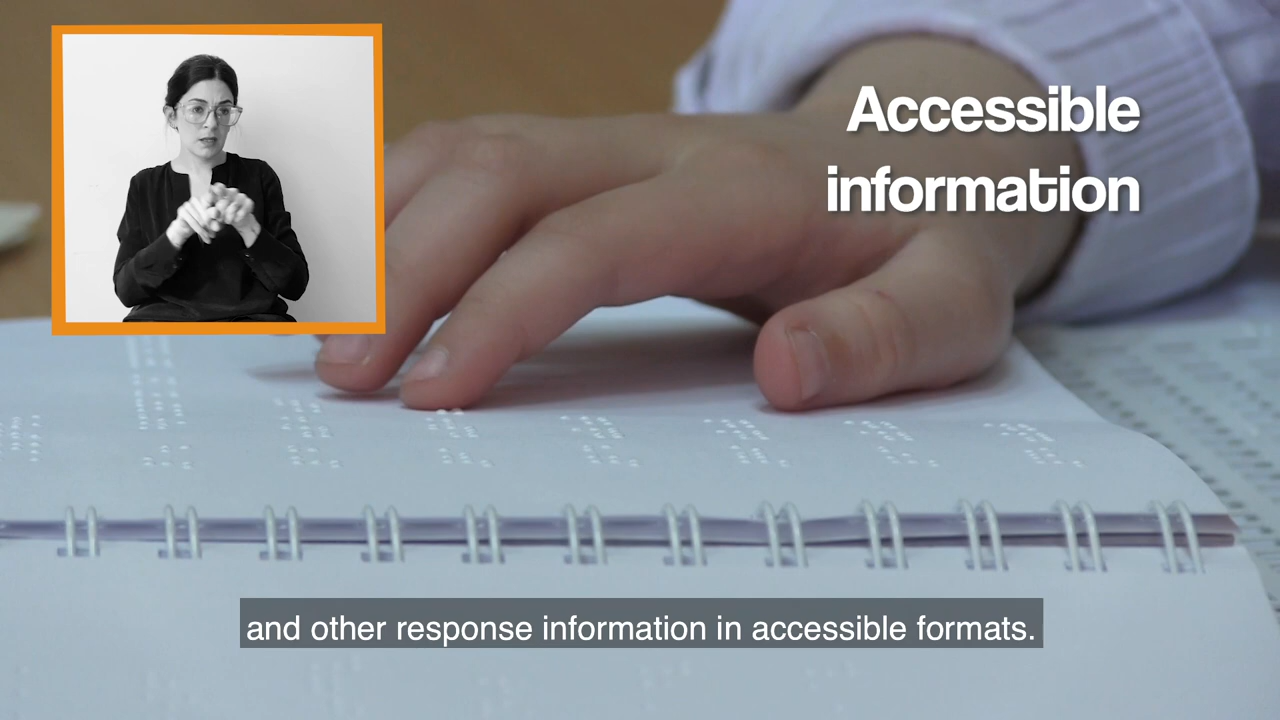 Accessible
information
and other response information in accessible formats.